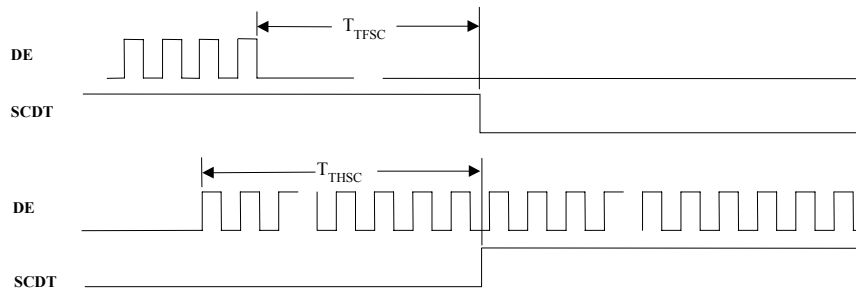 T_TFSC
DE
SCDT
T_THSC
DE
SCDT